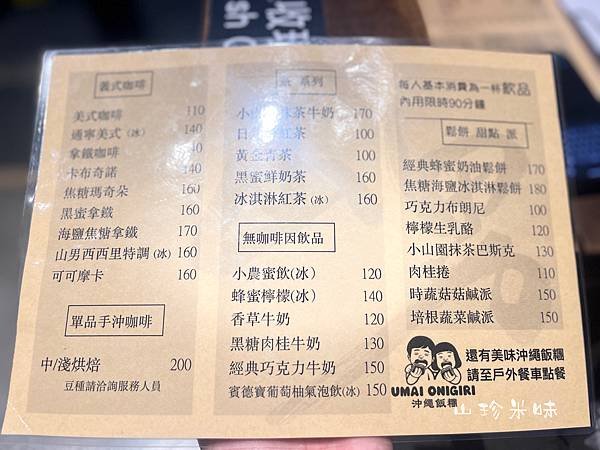 義式咖啡
美式咖啡 110
通寧美式(冰) 140
拿鐵咖啡 140
卡布奇諾 140
焦糖瑪奇朵 160
黑蜜拿鐵 160
海鹽焦糖拿鐵 170
山男西西里特調(冰) 160
可可摩卡 160
單品手沖咖啡
中/淺烘焙 200
豆種請洽詢服務人員
系列
小山園抹茶牛奶 170
紅茶 100
黃金青茶 100
黑蜜鮮奶茶 160
冰淇淋紅茶(冰) 160
無咖啡因飲品
小農蜜飲(冰) 120
蜂蜜檸檬(冰) 140
香草牛奶 120
黑糖肉桂牛奶 130
經典巧克力牛奶 150
賓德寶葡萄柚氣泡飲(冰) 150
每人基本消費為一杯飲品
內用限時90分鐘
鬆餅 甜點 派
經典蜂蜜奶油鬆餅 170
焦糖海鹽冰淇淋鬆餅 180
巧克力布朗尼 100
檸檬生乳酪 120
小山園抹茶巴斯克 130
肉桂捲 110
時蔬菇菇鹹派 150
培根蔬菜鹹派 150
還有美味沖繩飯糰
請至戶外餐車點餐
UMAI ONIGIRI
沖繩飯糰
山珍米味